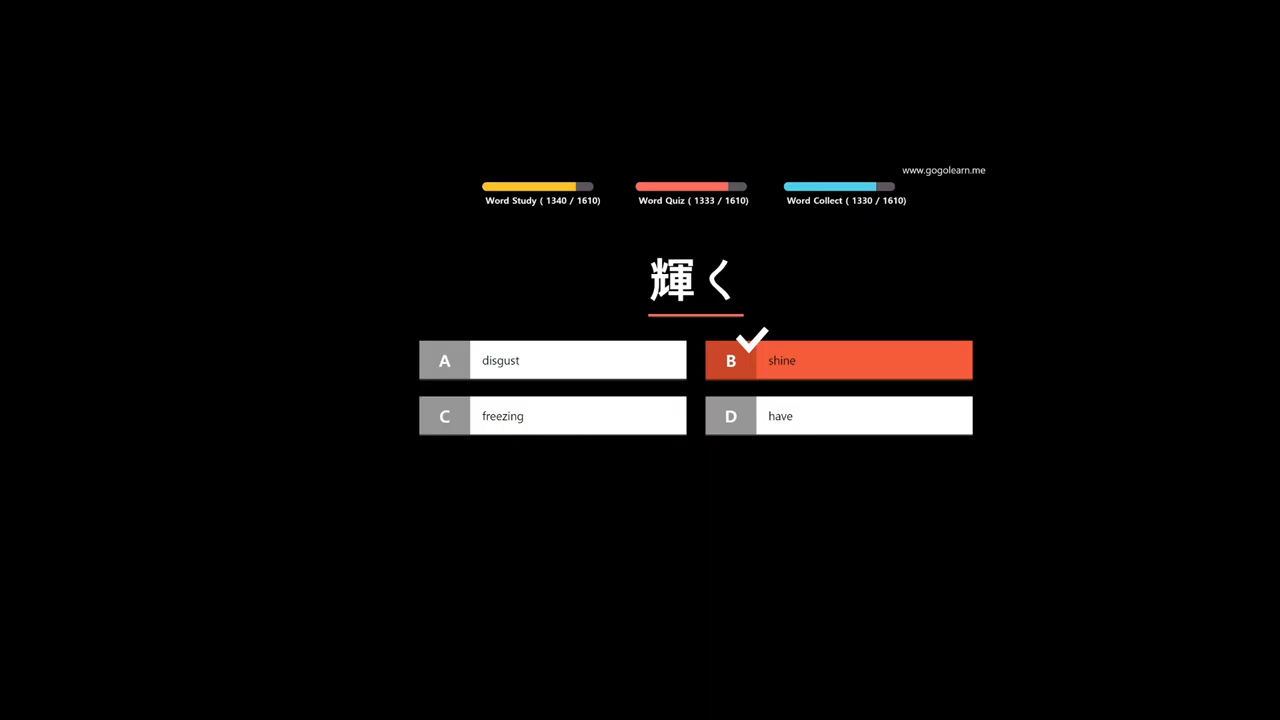 www.gogolearn.me
Word Study ( 1340 / 1610)
Word Quiz ( 1333 / 1610)
Word Collect ( 1330 / 1610)
輝く
A disgust
B shine
C freezing
D have